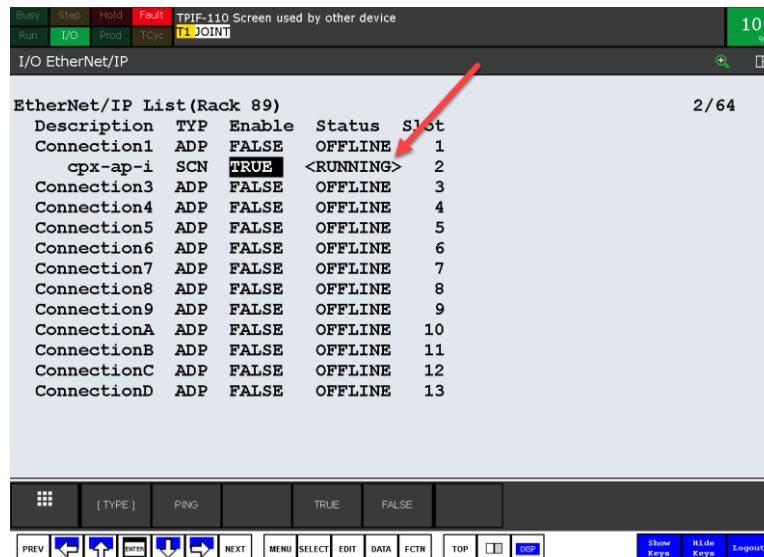 Busy Step Hold Fault TPIF-110 Screen used by other device
Run I/O Prod TCyc T1 JOINT
10
%
I/O EtherNet/IP
EtherNet/IP List(Rack 89) 2/64
Description TYP Enable Status Slot
Connection1 ADP FALSE OFFLINE 1
cpx-ap-i SCN TRUE <RUNNING> 2
Connection3 ADP FALSE OFFLINE 3
Connection4 ADP FALSE OFFLINE 4
Connection5 ADP FALSE OFFLINE 5
Connection6 ADP FALSE OFFLINE 6
Connection7 ADP FALSE OFFLINE 7
Connection8 ADP FALSE OFFLINE 8
Connection9 ADP FALSE OFFLINE 9
ConnectionA ADP FALSE OFFLINE 10
ConnectionB ADP FALSE OFFLINE 11
ConnectionC ADP FALSE OFFLINE 12
ConnectionD ADP FALSE OFFLINE 13
[ TYPE ] PING TRUE FALSE
PREV ENTER NEXT MENU SELECT EDIT DATA FCTN TOP DISP Show Keys Hide Keys Logout